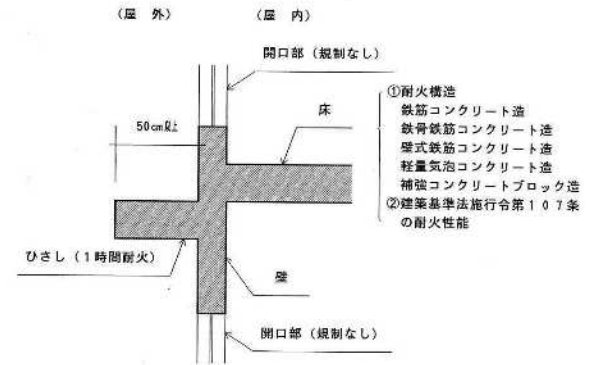 （屋　外）　（屋　内）
開口部（規制なし）
50cm以上
床
①耐火構造
鉄筋コンクリート造
鉄骨鉄筋コンクリート造
壁式鉄筋コンクリート造
軽量気泡コンクリート造
補強コンクリートブロック造
②建築基準法施行令第１０７条
の耐火性能
ひさし（１時間耐火）
壁
開口部（規制なし）